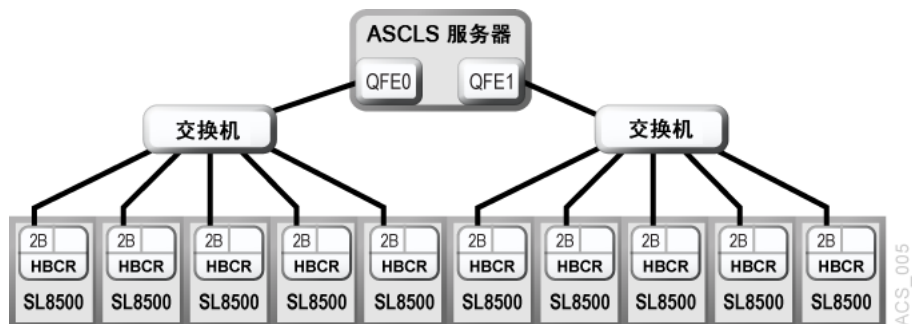 ASCLS 服务器
QFE0 QFE1
交换机 交换机
2B 2B 2B 2B 2B 2B 2B 2B 2B 2B
HBCR HBCR HBCR HBCR HBCR HBCR HBCR HBCR HBCR HBCR
SL8500 SL8500 SL8500 SL8500 SL8500 SL8500 SL8500 SL8500 SL8500 SL8500
ACS_005